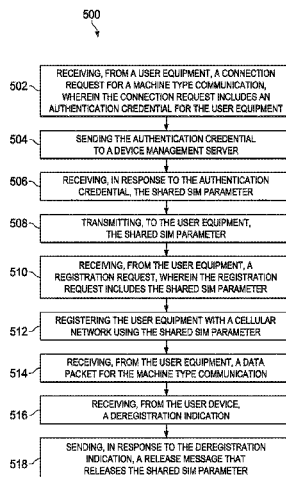 500
502
RECEIVING, FROM A USER EQUIPMENT, A CONNECTION
REQUEST FOR A MACHINE TYPE COMMUNICATION,
WHEREIN THE CONNECTION REQUEST INCLUDES AN
AUTHENTICATION CREDENTIAL FOR THE USER EQUIPMENT
504
SENDING THE AUTHENTICATION CREDENTIAL
TO A DEVICE MANAGEMENT SERVER
506
RECEIVING, IN RESPONSE TO THE AUTHENTICATION
CREDENTIAL, THE SHARED SIM PARAMETER
508
TRANSMITTING, TO THE USER EQUIPMENT,
THE SHARED SIM PARAMETER
510
RECEIVING, FROM THE USER EQUIPMENT, A
REGISTRATION REQUEST, WHEREIN THE REGISTRATION
REQUEST INCLUDES THE SHARED SIM PARAMETER
512
REGISTERING THE USER EQUIPMENT WITH A CELLULAR
NETWORK USING THE SHARED SIM PARAMETER
514
RECEIVING, FROM THE USER EQUIPMENT, A DATA
PACKET FOR THE MACHINE TYPE COMMUNICATION
516
RECEIVING, FROM THE USER DEVICE,
A DEREGISTRATION INDICATION
518
SENDING, IN RESPONSE TO THE DEREGISTRATION
INDICATION, A RELEASE MESSAGE THAT
RELEASES THE SHARED SIM PARAMETER